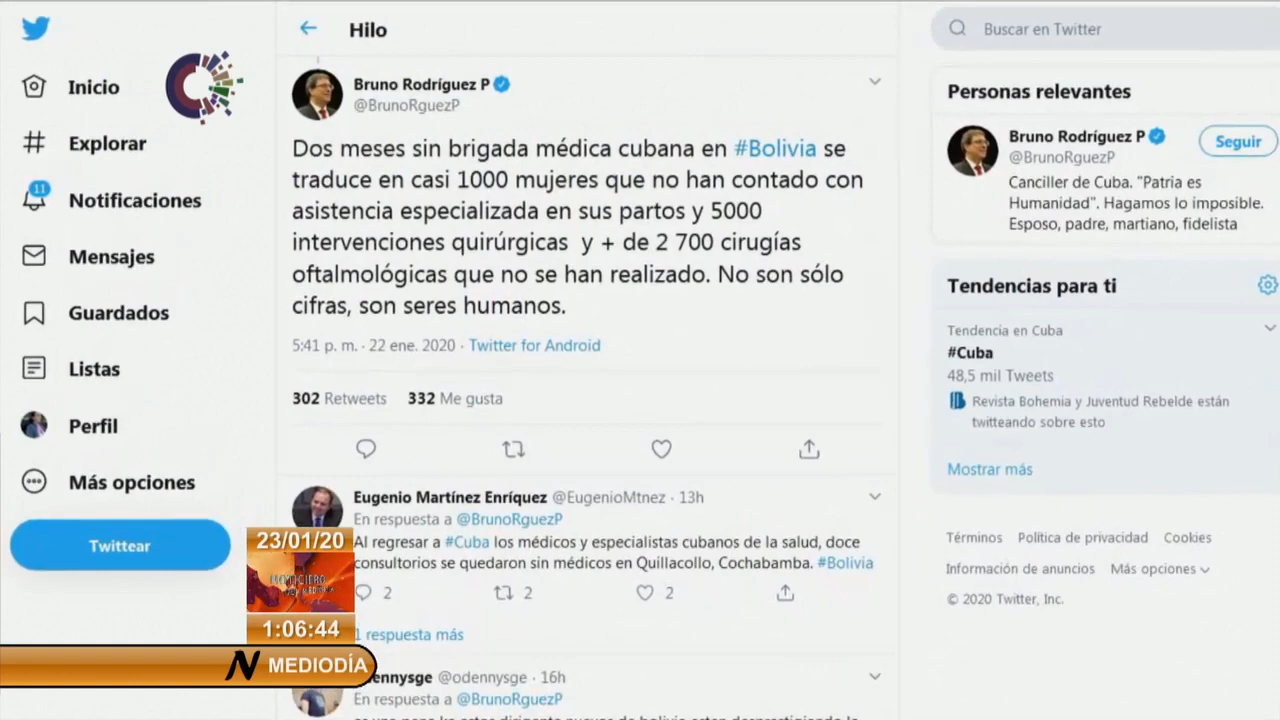 Inicio
Explorar
11
Notificaciones
Mensajes
Guardados
Listas
Perfil
Más opciones
Twittear
Hilo
Bruno Rodríguez P
@BrunoRguezP
Dos meses sin brigada médica cubana en #Bolivia se
traduce en casi 1000 mujeres que no han contado con
asistencia especializada en sus partos y 5000
intervenciones quirúrgicas y + de 2 700 cirugías
oftalmológicas que no se han realizado. No son sólo
cifras, son seres humanos.
5:41 p. m. · 22 ene. 2020 · Twitter for Android
302 Retweets 332 Me gusta
Eugenio Martínez Enríquez @EugenioMtnez · 13h
En respuesta a @BrunoRguezP
Al regresar a #Cuba los médicos y especialistas cubanos de la salud, doce
consultorios se quedaron sin médicos en Quillacollo, Cochabamba. #Bolivia
2 2 2
1 respuesta más
dennysge @odennysge · 16h
En respuesta a @BrunoRguezP
Buscar en Twitter
Personas relevantes
Bruno Rodríguez P
@BrunoRguezP
Seguir
Canciller de Cuba. "Patria es
Humanidad". Hagamos lo imposible.
Esposo, padre, martiano, fidelista
Tendencias para ti
Tendencia en Cuba
#Cuba
48,5 mil Tweets
Revista Bohemia y Juventud Rebelde están
twitteando sobre esto
Mostrar más
Términos Política de privacidad Cookies
Información de anuncios Más opciones
© 2020 Twitter, Inc.
23/01/20
NOTICIERO
1:06:44
N MEDIODÍA